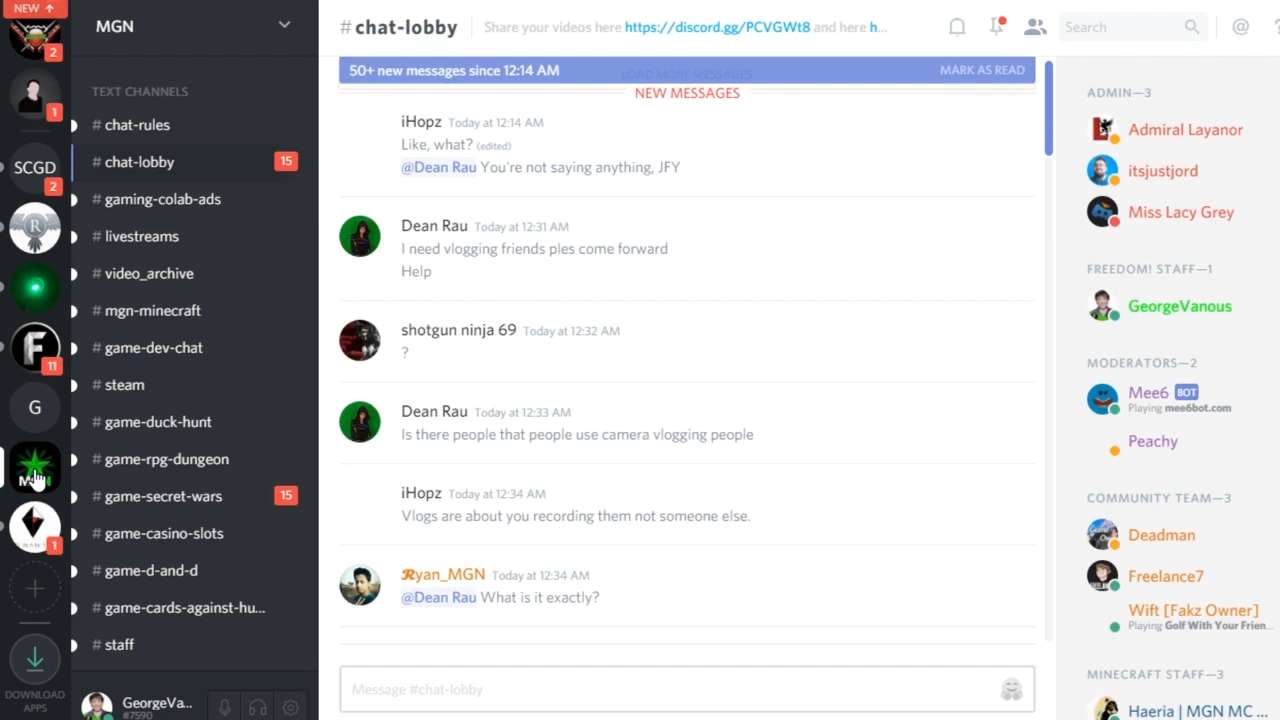 NEW ↑
2
1
SCGD
2
R
F
11
G
1
DOWNLOAD
APPS
MGN
TEXT CHANNELS
# chat-rules
# chat-lobby 15
# gaming-colab-ads
# livestreams
# video_archive
# mgn-minecraft
# game-dev-chat
# steam
# game-duck-hunt
# game-rpg-dungeon
# game-secret-wars 15
# game-casino-slots
# game-d-and-d
# game-cards-against-hu...
# staff
GeorgeVa...
#7590
#chat-lobby Share your videos here https://discord.gg/PCVGWt8 and here h...
Search
@
50+ new messages since 12:14 AM LOAD MORE MESSAGES MARK AS READ
NEW MESSAGES
iHopz Today at 12:14 AM
Like, what? (edited)
@Dean Rau You're not saying anything, JFY
Dean Rau Today at 12:31 AM
I need vlogging friends ples come forward
Help
shotgun ninja 69 Today at 12:32 AM
?
Dean Rau Today at 12:33 AM
Is there people that people use camera vlogging people
iHopz Today at 12:34 AM
Vlogs are about you recording them not someone else.
Ryan_MGN Today at 12:34 AM
@Dean Rau What is it exactly?
Message #chat-lobby
ADMIN—3
Admiral Layanor
itsjustjord
Miss Lacy Grey
FREEDOM! STAFF—1
GeorgeVanous
MODERATORS—2
Mee6 BOT
Playing mee6bot.com
Peachy
COMMUNITY TEAM—3
Deadman
Freelance7
Wift [Fakz Owner]
Playing Golf With Your Frien...
MINECRAFT STAFF—3
Haeria | MGN MC ...